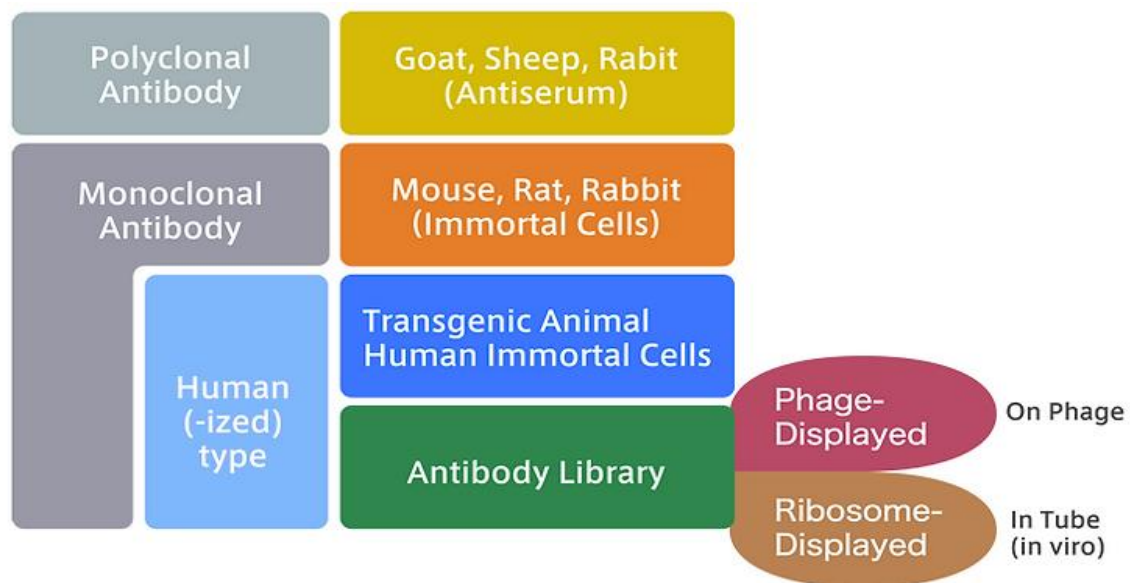 Polyclonal
Antibody
Goat, Sheep, Rabit
(Antiserum)
Monoclonal
Antibody
Mouse, Rat, Rabbit
(Immortal Cells)
Human
(-ized)
type
Transgenic Animal
Human Immortal Cells
Antibody Library
Phage-
Displayed
On Phage
Ribosome-
Displayed
In Tube
(in viro)